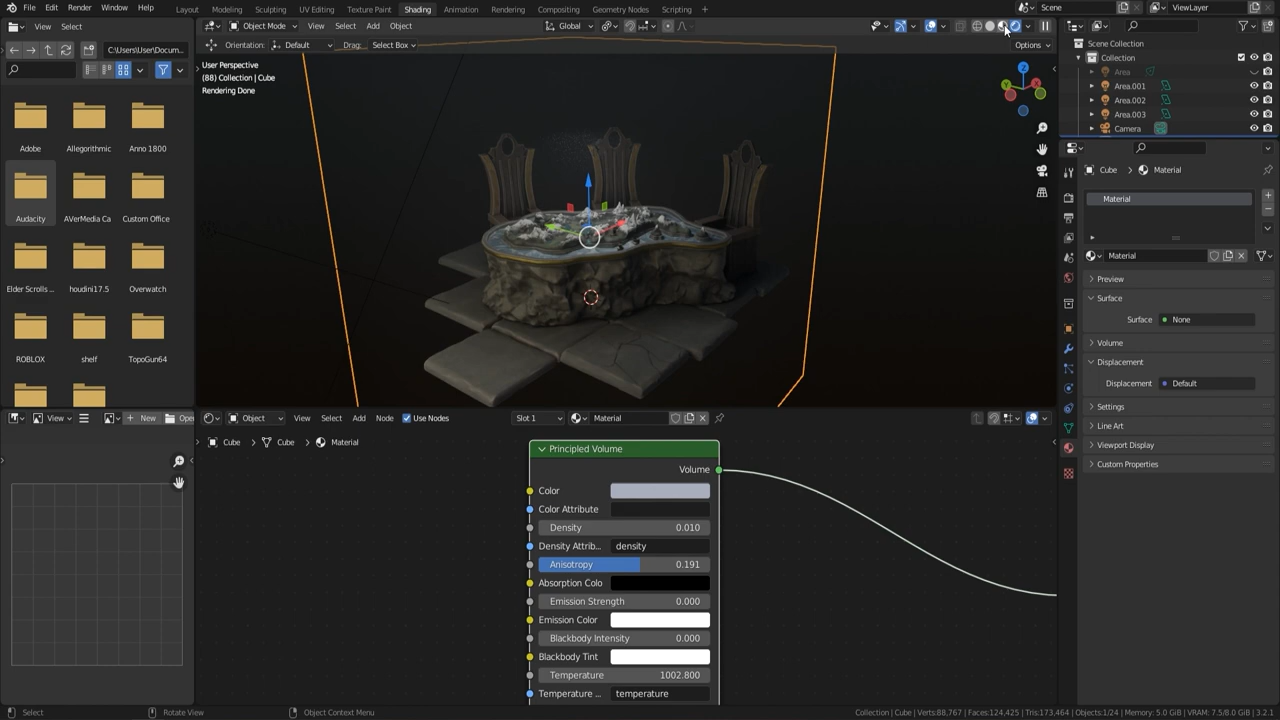 File Edit Render Window Help Layout Modeling Sculpting UV Editing Texture Paint Shading Animation Rendering Compositing Geometry Nodes Scripting + Scene ViewLayer
View Object Mode View Select Add Object Global
Orientation: Default Drag: Select Box Options
C:\Users\User\Docum...
User Perspective
(88) Collection | Cube
Rendering Done
Z
Y
X
Adobe Allegorithmic Anno 1800
Audacity AVerMedia Ca Custom Office
Elder Scrolls ... houdini17.5 Overwatch
ROBLOX shelf TopoGun64
Scene Collection
Collection
Area
Area.001
Area.002
Area.003
Camera
Cube Material
Material
Material
Preview
Surface
Surface None
Volume
Displacement
Displacement Default
Settings
Line Art
Viewport Display
Custom Properties
View New Open
Object View Select Add Node Use Nodes Slot 1 Material
Cube Cube Material
Principled Volume
Volume
Color
Color Attribute
Density 0.010
Density Attrib... density
Anisotropy 0.191
Absorption Colo
Emission Strength 0.000
Emission Color
Blackbody Intensity 0.000
Blackbody Tint
Temperature 1002.800
Temperature ... temperature
Select Rotate View Object Context Menu Collection | Cube | Verts:88,767 | Faces:124,425 | Tris:173,464 | Objects:1/24 | Memory: 5.0 GiB | VRAM: 7.5/8.0 GiB | 3.2.1